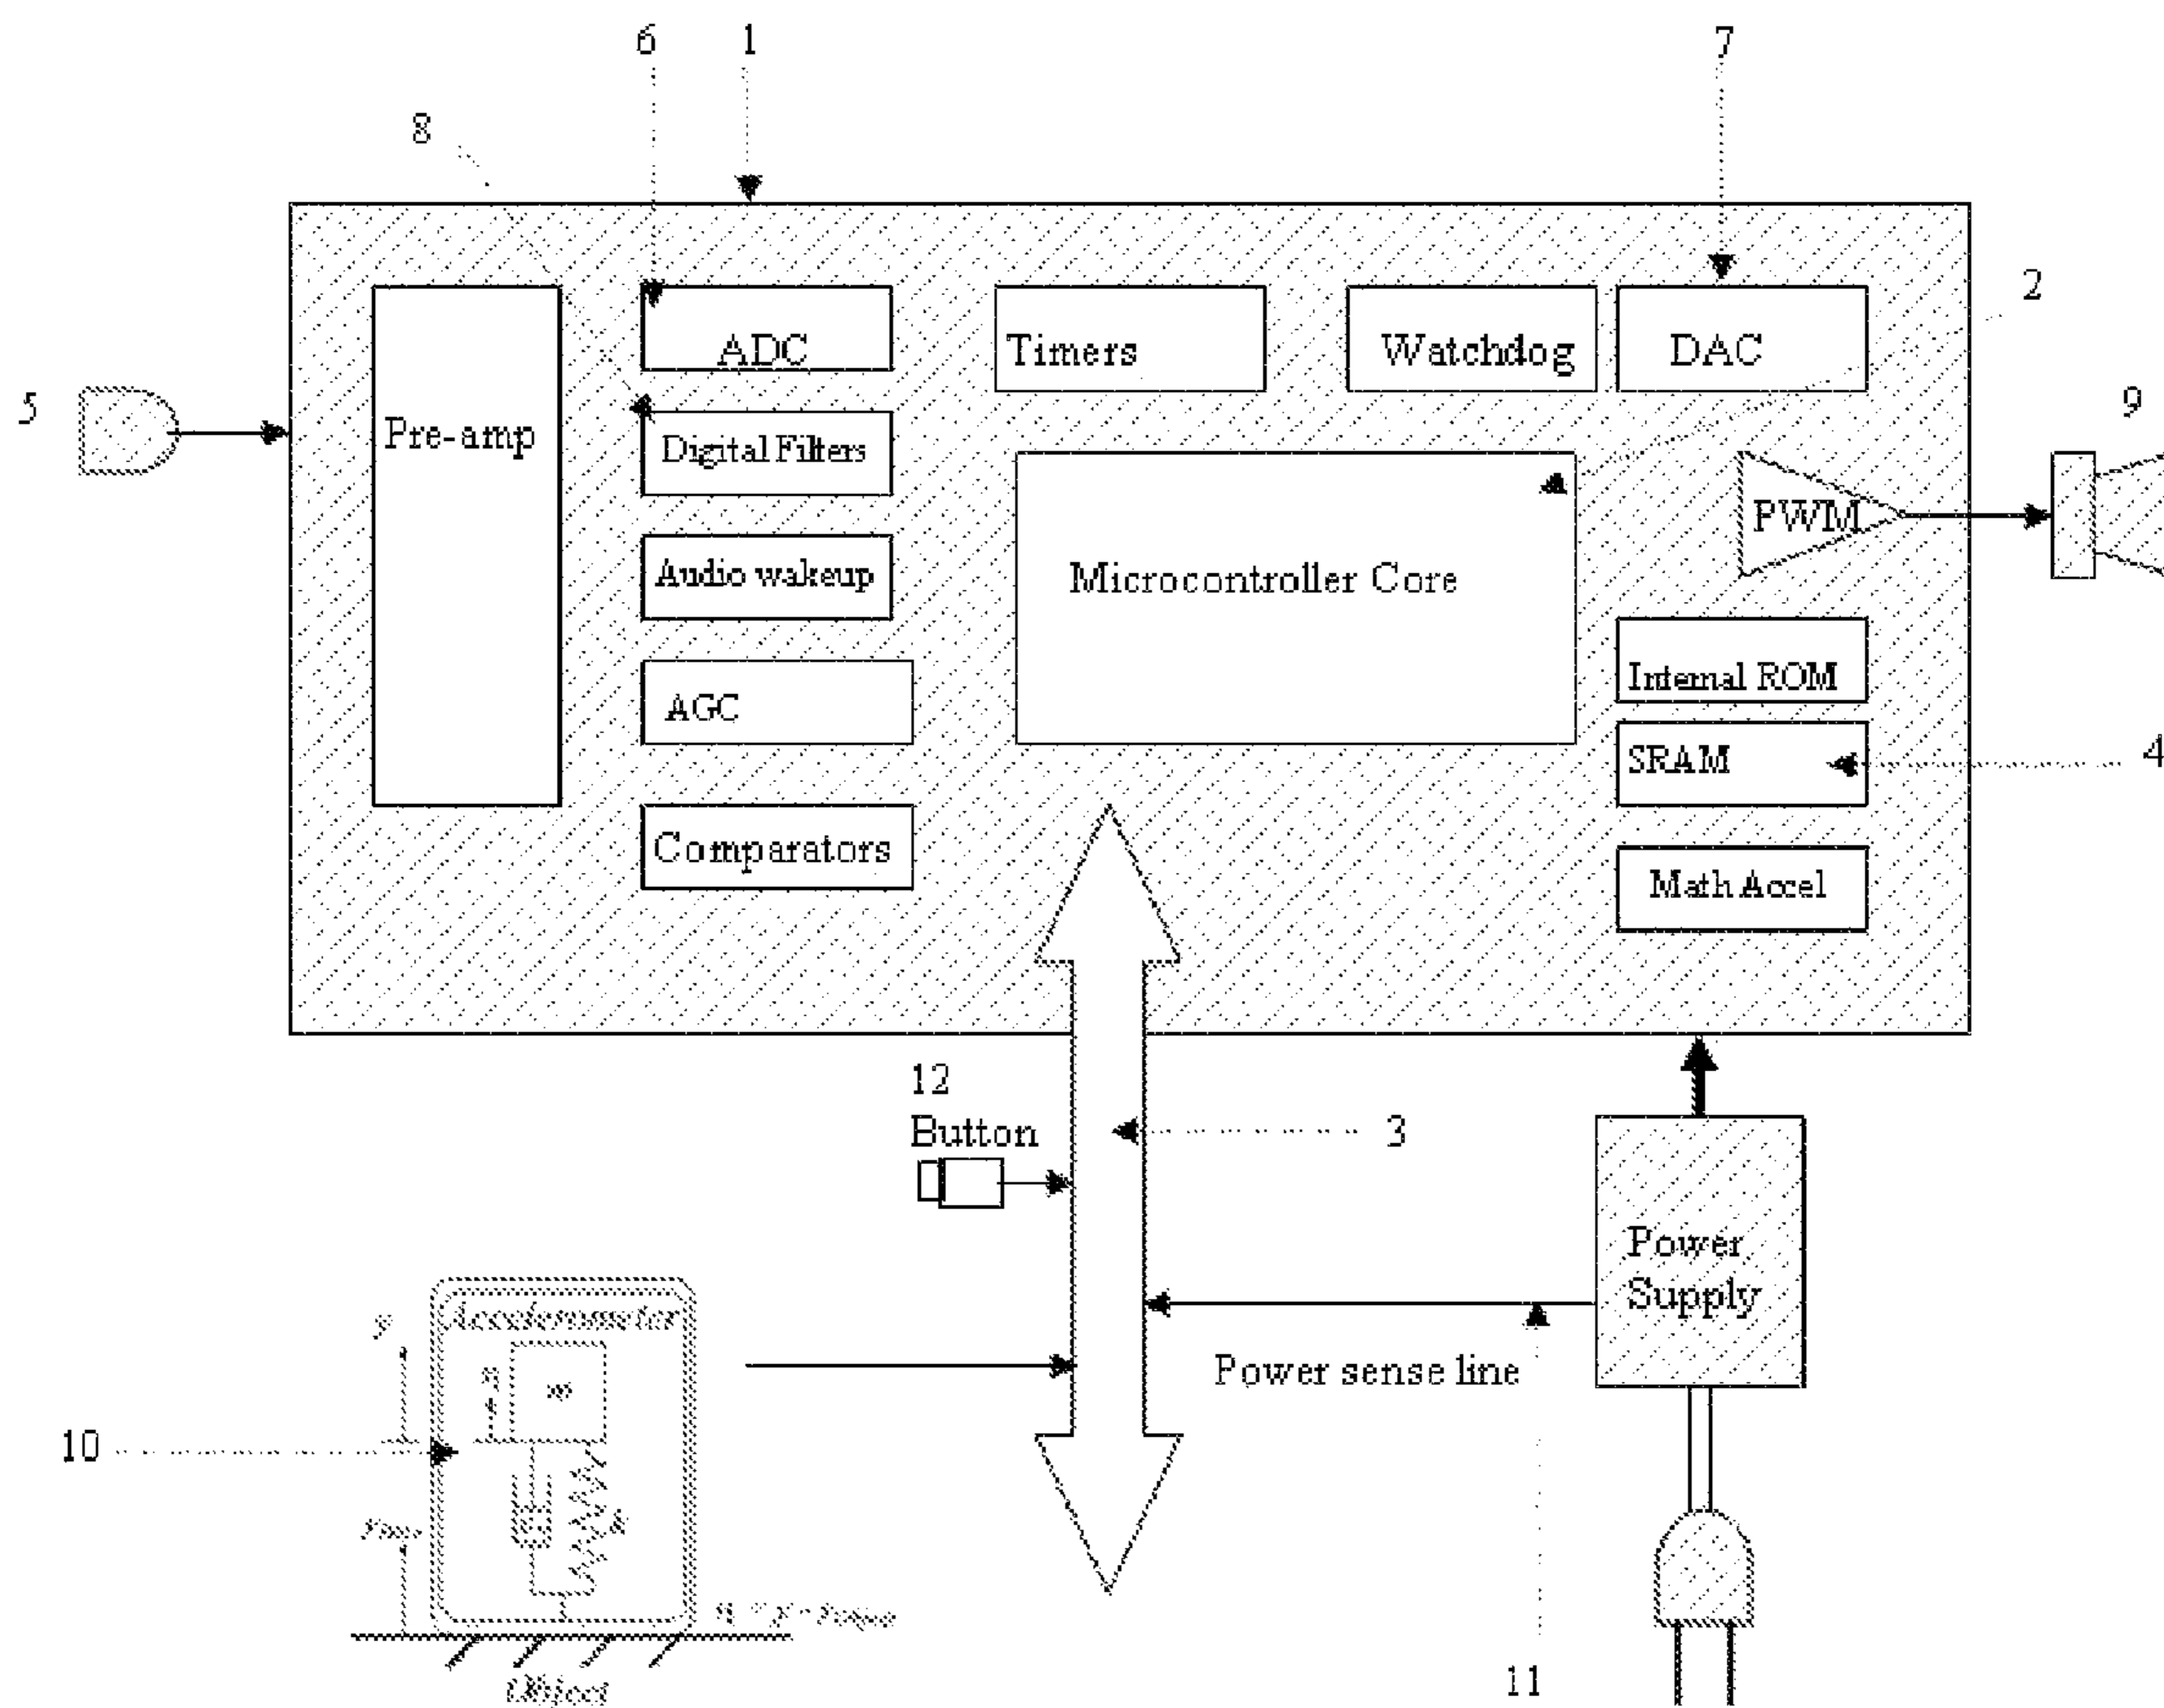 6
1
7
8
2
ADC
Timers
Watchdog
DAC
5
Pre-amp
Digital Filters
9
PWM
Audio wakeup
Microcontroller Core
Internal ROM
AGC
SRAM
4
Comparators
Math Accel
12
Button
3
Power
Supply
Accelerometer
y
m
Power sense line
10
k
Object
11